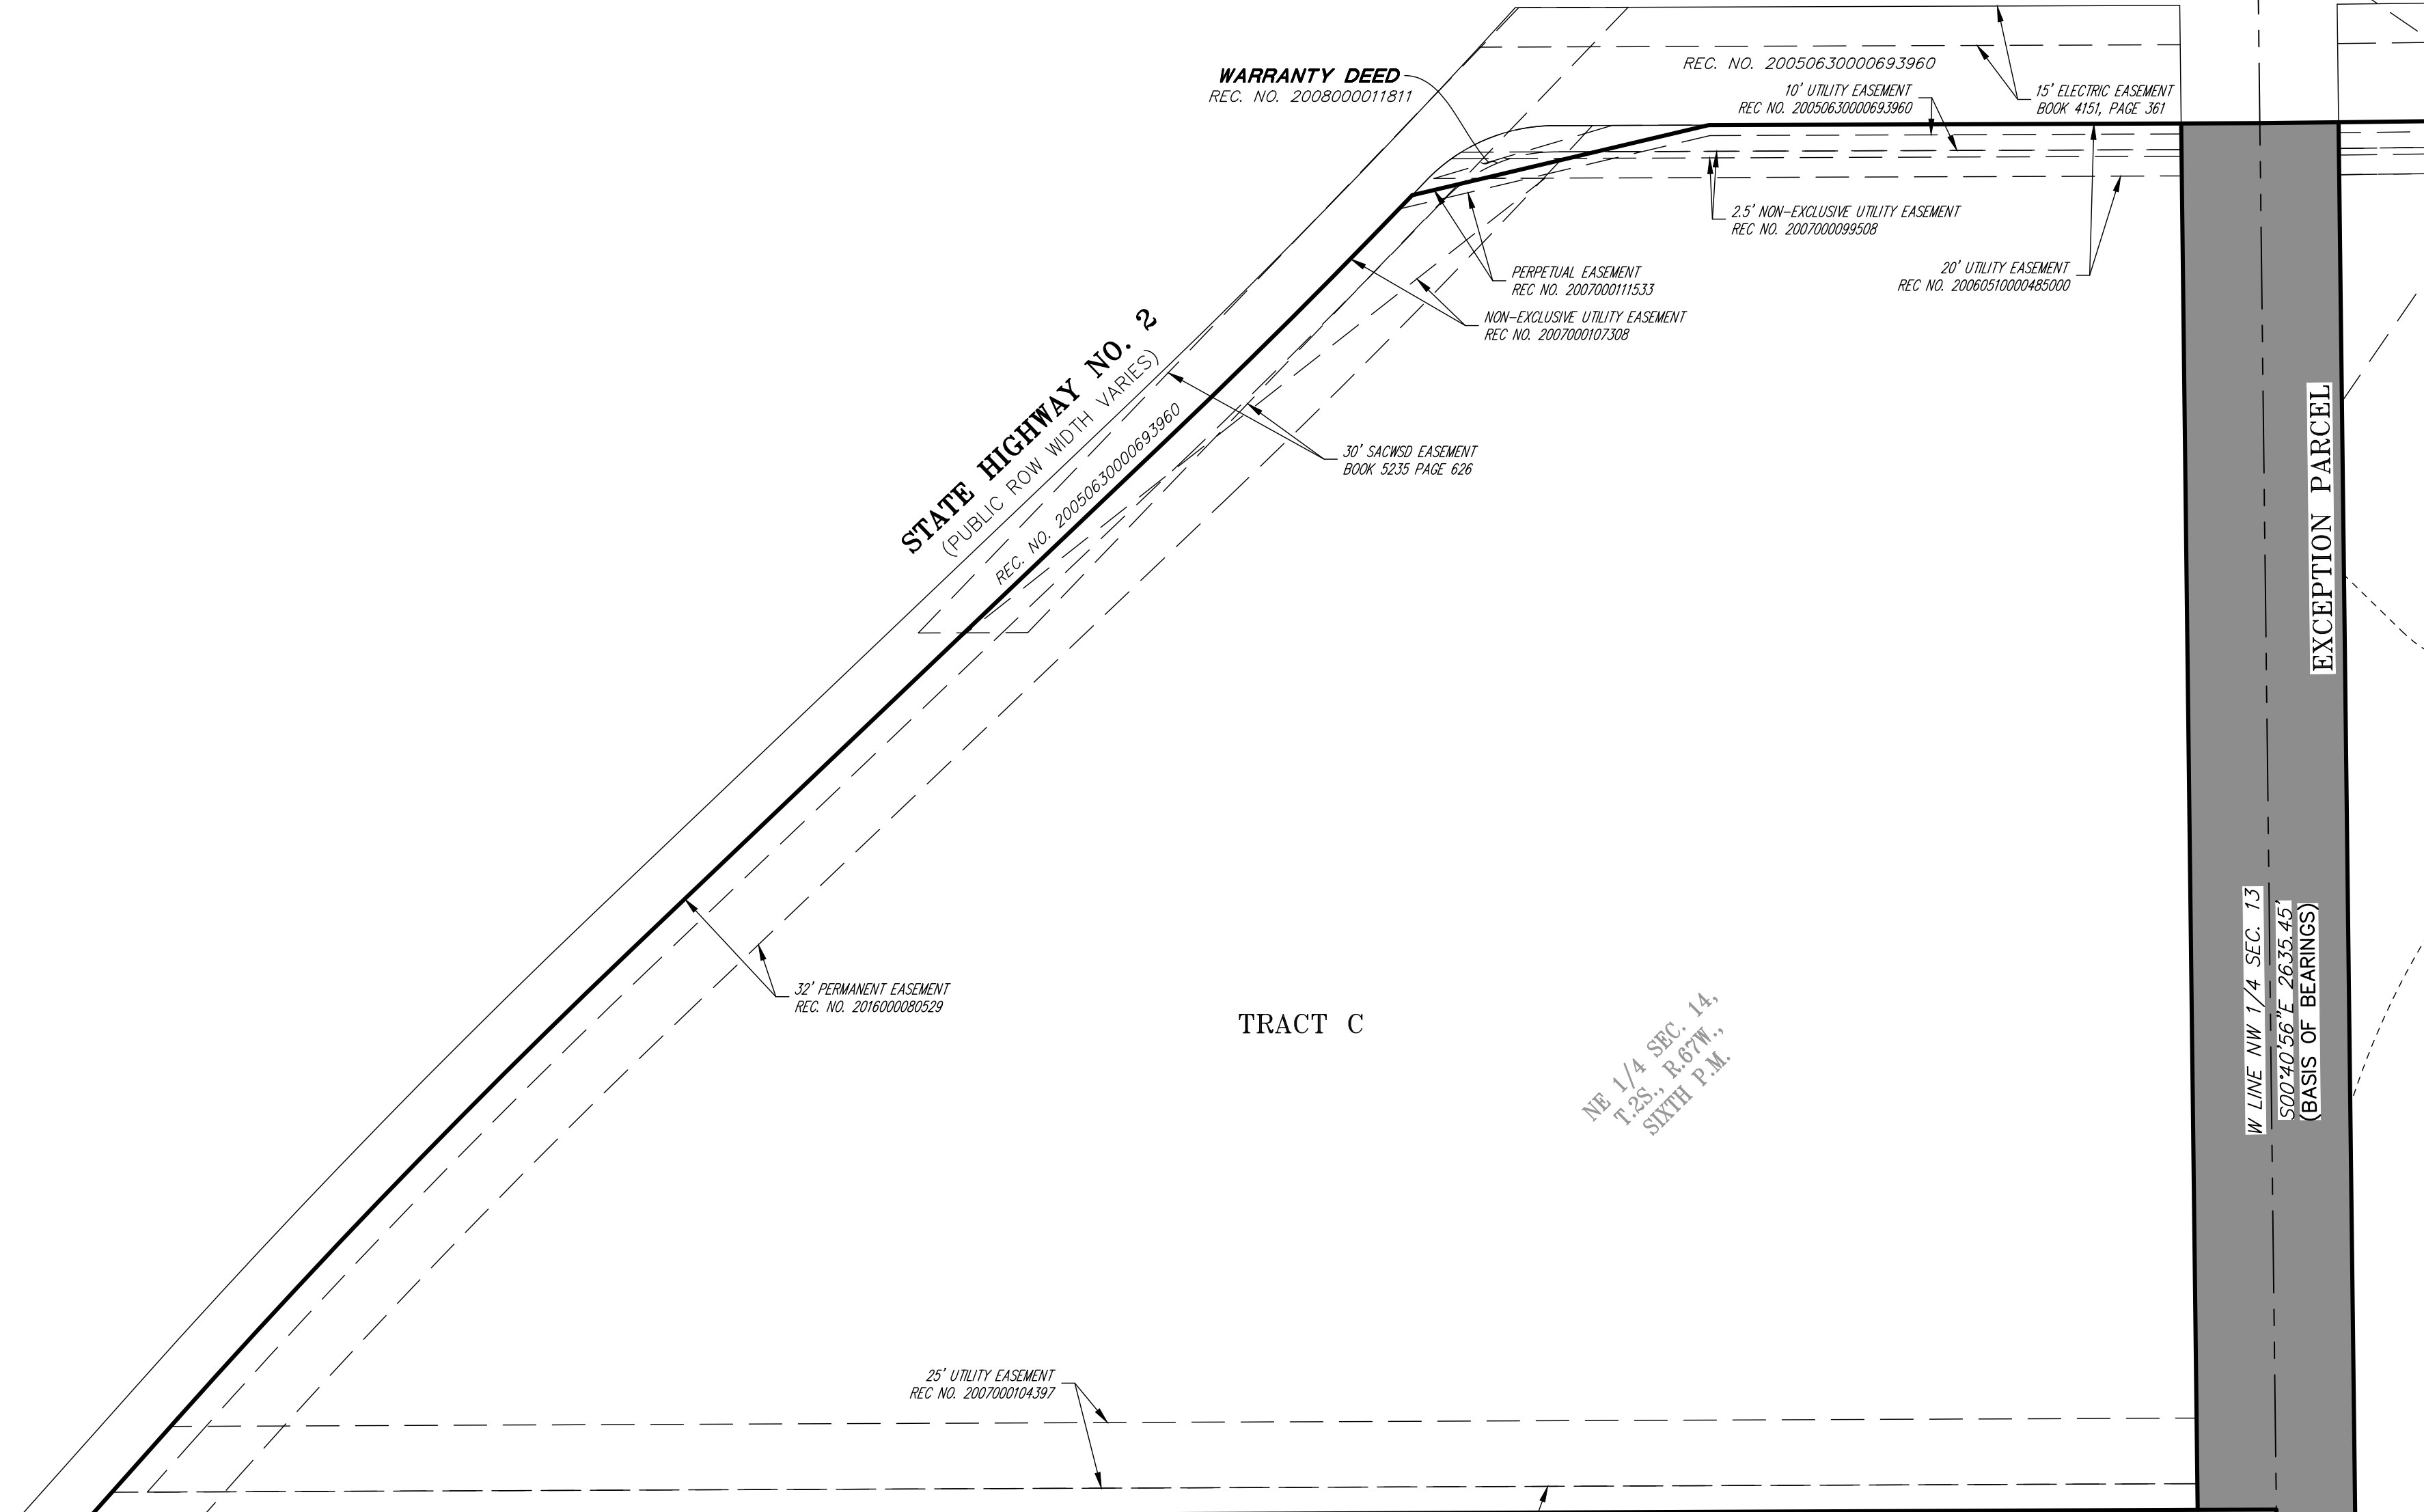 WARRANTY DEED
REC. NO. 2008000011811
REC. NO. 20050630000693960
10' UTILITY EASEMENT
REC NO. 20050630000693960
15' ELECTRIC EASEMENT
BOOK 4151, PAGE 361
2.5' NON-EXCLUSIVE UTILITY EASEMENT
REC NO. 2007000099508
20' UTILITY EASEMENT
REC NO. 20060510000485000
PERPETUAL EASEMENT
REC NO. 2007000111533
NON-EXCLUSIVE UTILITY EASEMENT
REC NO. 2007000107308
STATE HIGHWAY NO. 2
(PUBLIC ROW WIDTH VARIES)
REC. NO. 20050630000693960
30' SACWSD EASEMENT
BOOK 5235 PAGE 626
EXCEPTION PARCEL
W LINE NW 1/4 SEC. 13
S00°40'56"E 2635.45'
(BASIS OF BEARINGS)
32' PERMANENT EASEMENT
REC. NO. 2016000080529
TRACT C
NE 1/4 SEC. 14,
T.2S., R.67W.,
SIXTH P.M.
25' UTILITY EASEMENT
REC NO. 2007000104397